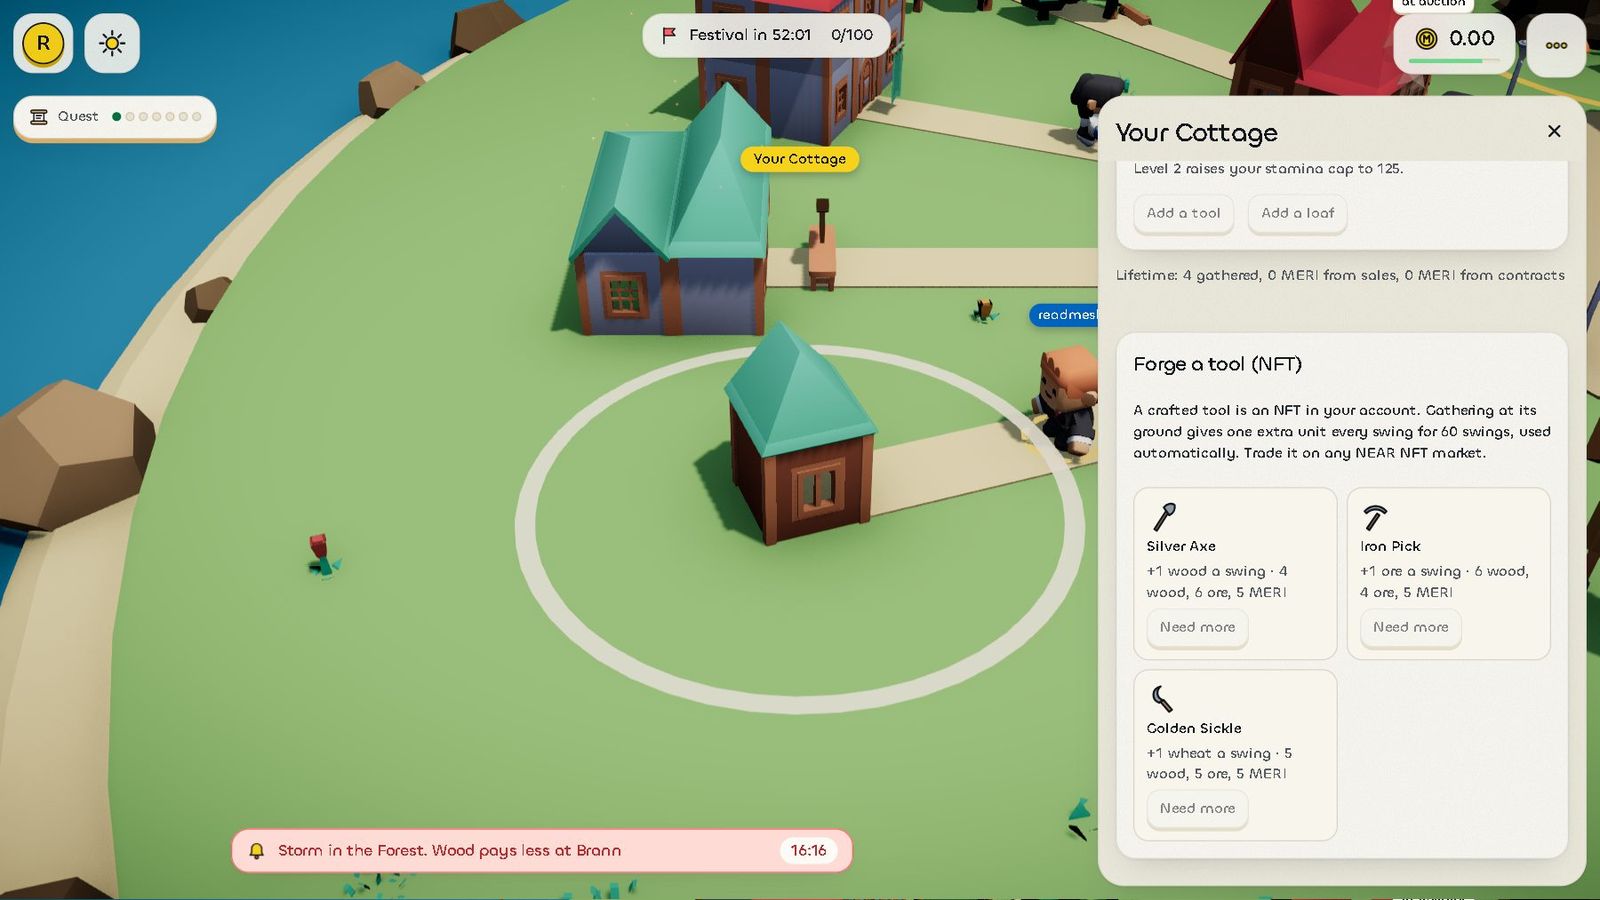 R
Festival in 52:01 0/100
at auction
0.00
Quest
Your Cottage
Your Cottage
Level 2 raises your stamina cap to 125.
Add a tool
Add a loaf
Lifetime: 4 gathered, 0 MERI from sales, 0 MERI from contracts
Forge a tool (NFT)
A crafted tool is an NFT in your account. Gathering at its
ground gives one extra unit every swing for 60 swings, used
automatically. Trade it on any NEAR NFT market.
Silver Axe
+1 wood a swing · 4
wood, 6 ore, 5 MERI
Need more
Iron Pick
+1 ore a swing · 6 wood,
4 ore, 5 MERI
Need more
Golden Sickle
+1 wheat a swing · 5
wood, 5 ore, 5 MERI
Need more
Storm in the Forest. Wood pays less at Brann
16:16